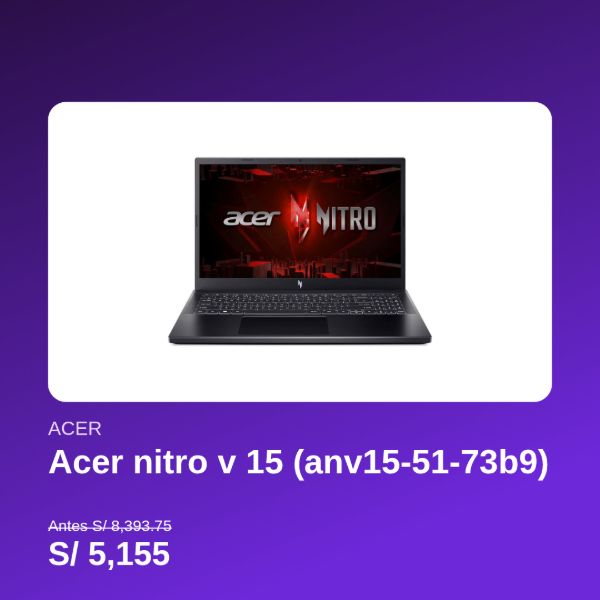 acer NITRO
ACER
Acer nitro v 15 (anv15-51-73b9)
Antes S/ 8,393.75
S/ 5,155